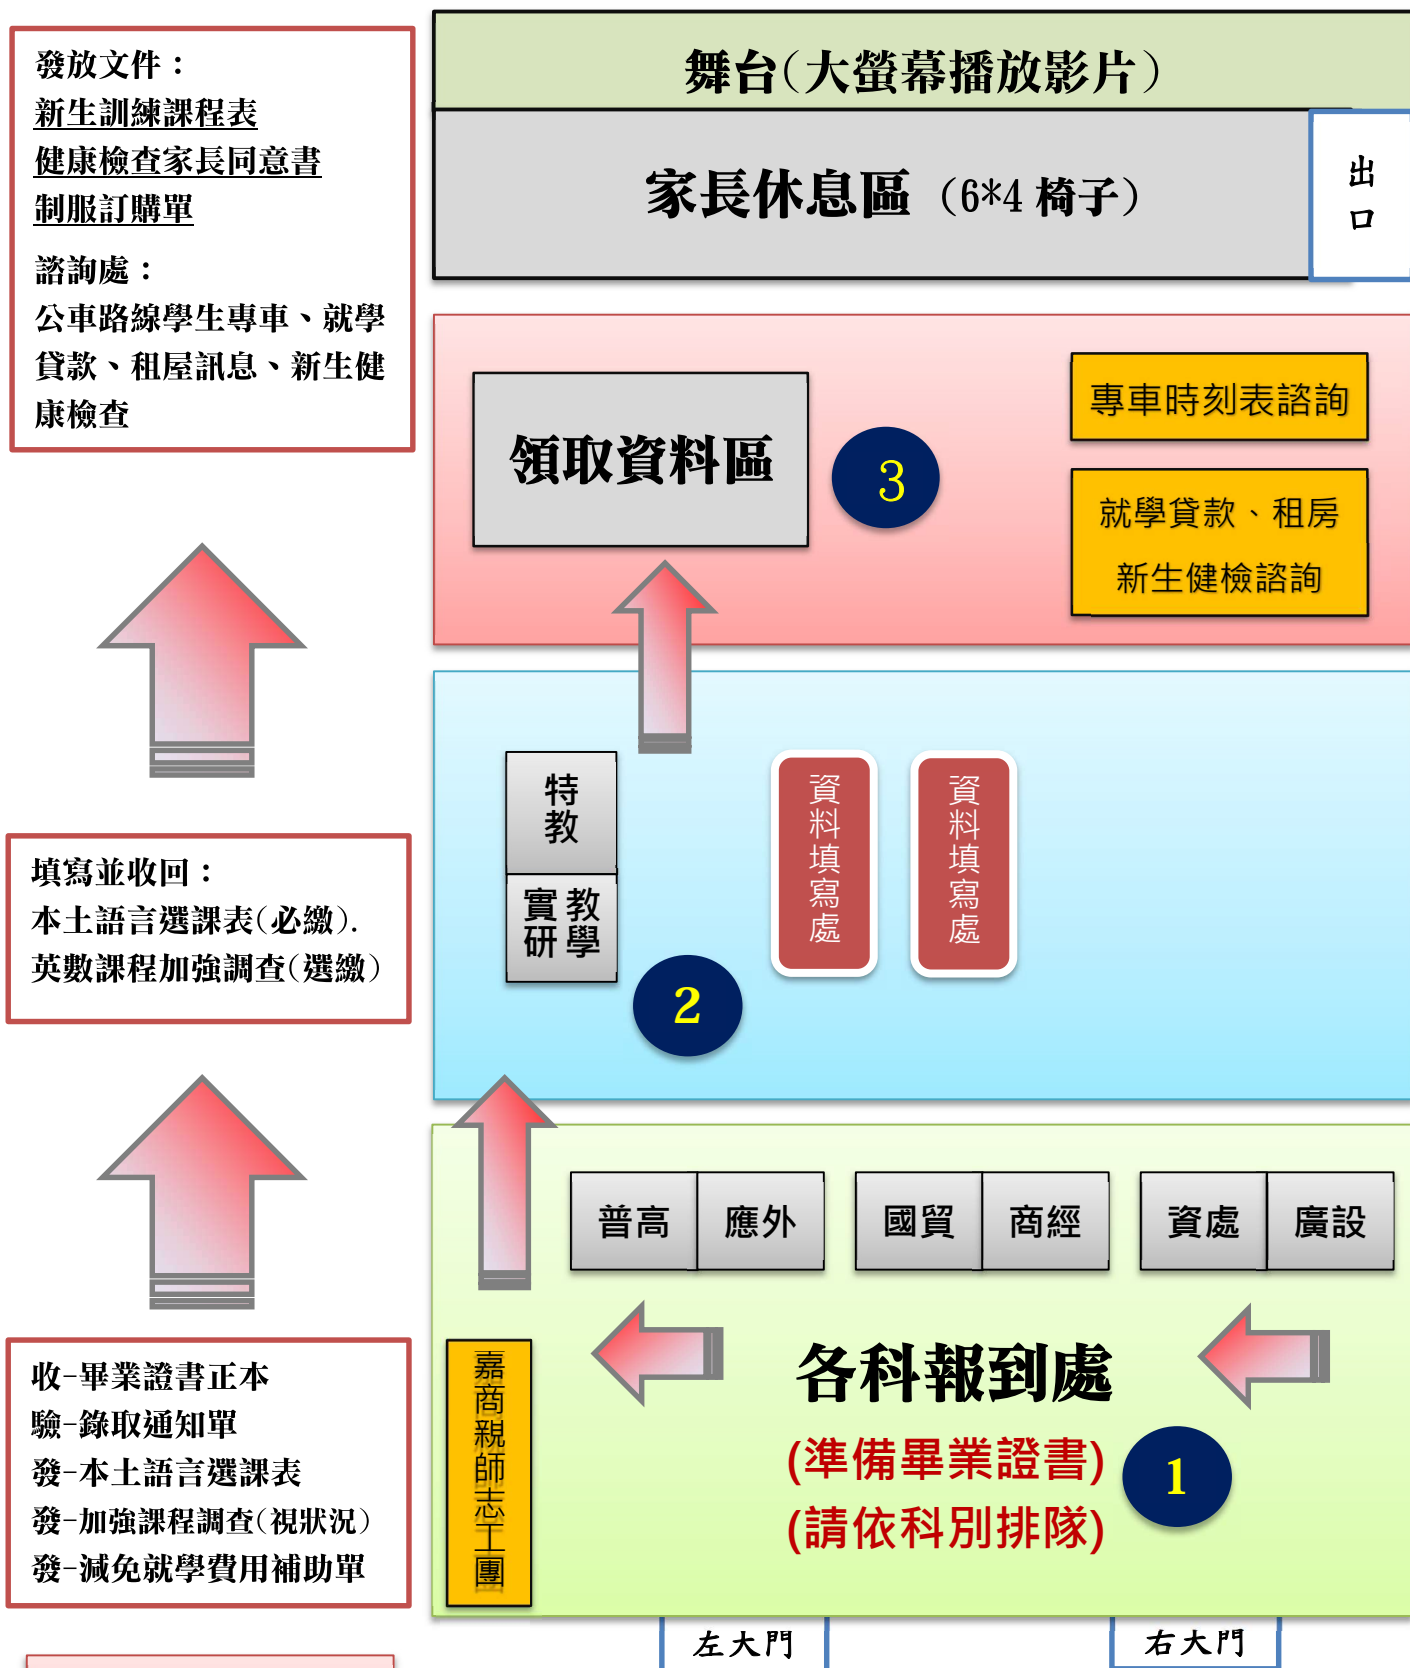 發放文件：
新生訓練課程表
健康檢查家長同意書
制服訂購單
諮詢處：
公車路線學生專車、就學
貸款、租屋訊息、新生健
康檢查
填寫並收回：
本土語言選課表(必繳).
英數課程加強調查(選繳)
收-畢業證書正本
驗-錄取通知單
發-本土語言選課表
發-加強課程調查(視狀況)
發-減免就學費用補助單
舞台(大螢幕播放影片)
家長休息區（6*4 椅子）
出
口
領取資料區
3
專車時刻表諮詢
就學貸款、租房
新生健檢諮詢
特
教
實教
研學
2
資料填寫處
資料填寫處
普高
應外
國貿
商經
資處
廣設
嘉商親師志工團
各科報到處
(準備畢業證書)
(請依科別排隊)
1
左大門
右大門